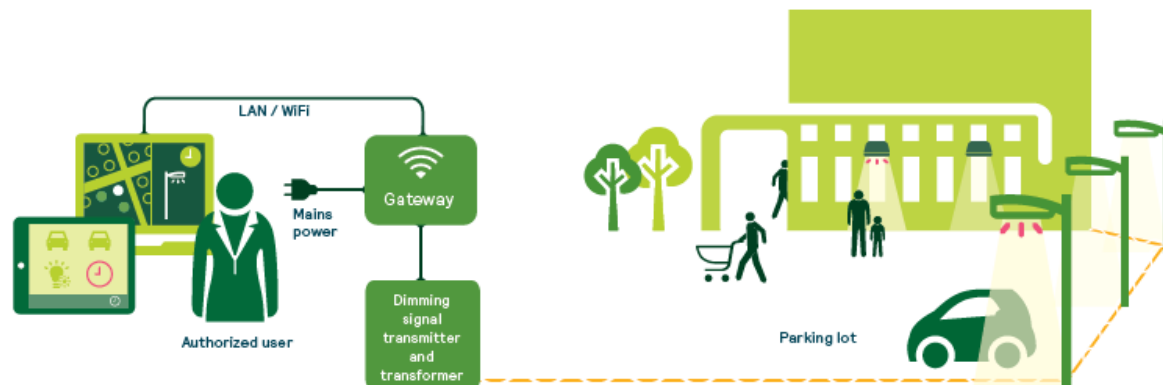 LAN / WiFi
Gateway
Mains
power
Dimming
signal
transmitter
and
transformer
Authorized user
Parking lot